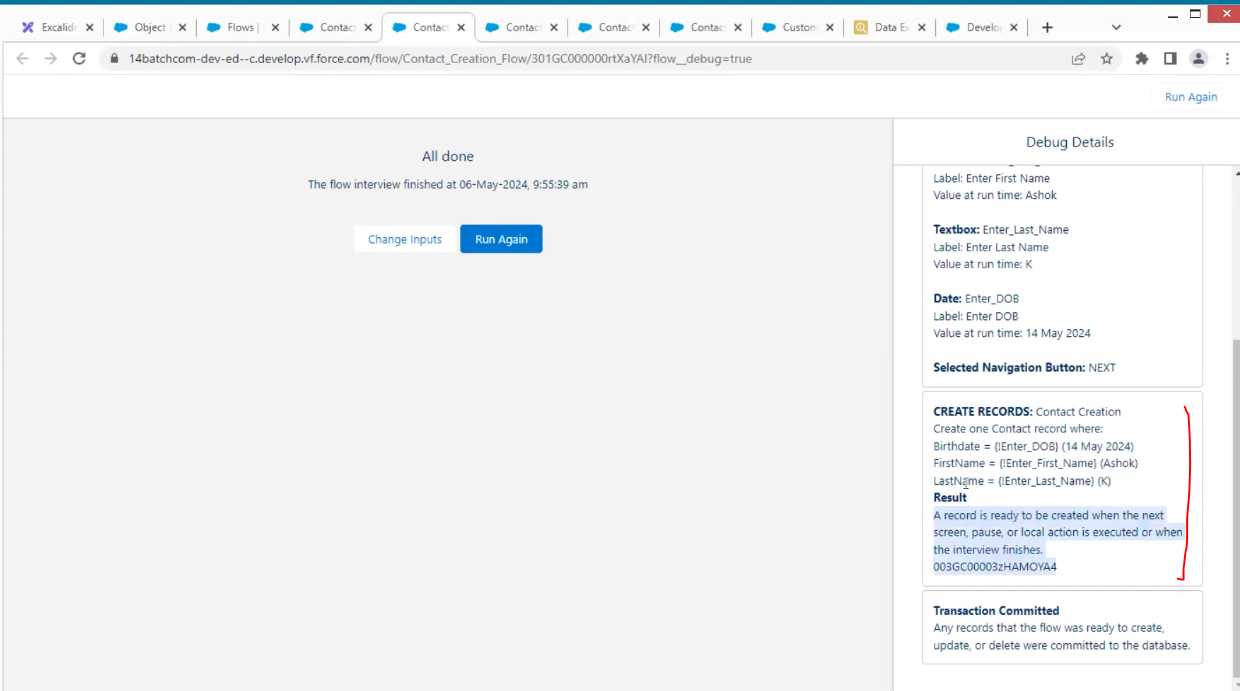 Excalid
Object
Flows |
Contact
Contact
Contact
Contact
Contact
Custom
Data Ex
Develop
14batchcom-dev-ed--c.develop.vf.force.com/flow/Contact_Creation_Flow/301GC000000rtXaYAI?flow__debug=true
Run Again
All done
The flow interview finished at 06-May-2024, 9:55:39 am
Change Inputs
Run Again
Debug Details
Label: Enter First Name
Value at run time: Ashok
Textbox: Enter_Last_Name
Label: Enter Last Name
Value at run time: K
Date: Enter_DOB
Label: Enter DOB
Value at run time: 14 May 2024
Selected Navigation Button: NEXT
CREATE RECORDS: Contact Creation
Create one Contact record where:
Birthdate = {!Enter_DOB} (14 May 2024)
FirstName = {!Enter_First_Name} (Ashok)
LastName = {!Enter_Last_Name} (K)
Result
A record is ready to be created when the next
screen, pause, or local action is executed or when
the interview finishes.
003GC00003zHAMOYA4
Transaction Committed
Any records that the flow was ready to create,
update, or delete were committed to the database.